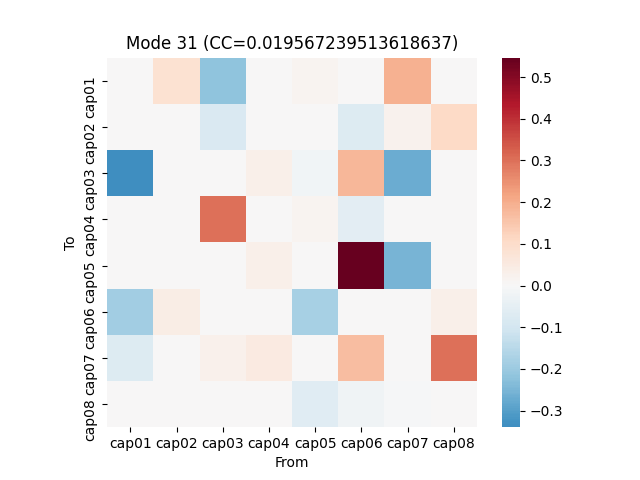 Mode 31 (CC=0.019567239513618637)
To
cap01
cap02
cap03
cap04
cap05
cap06
cap07
cap08
cap01 cap02 cap03 cap04 cap05 cap06 cap07 cap08
From
0.5
0.4
0.3
0.2
0.1
0.0
−0.1
−0.2
−0.3